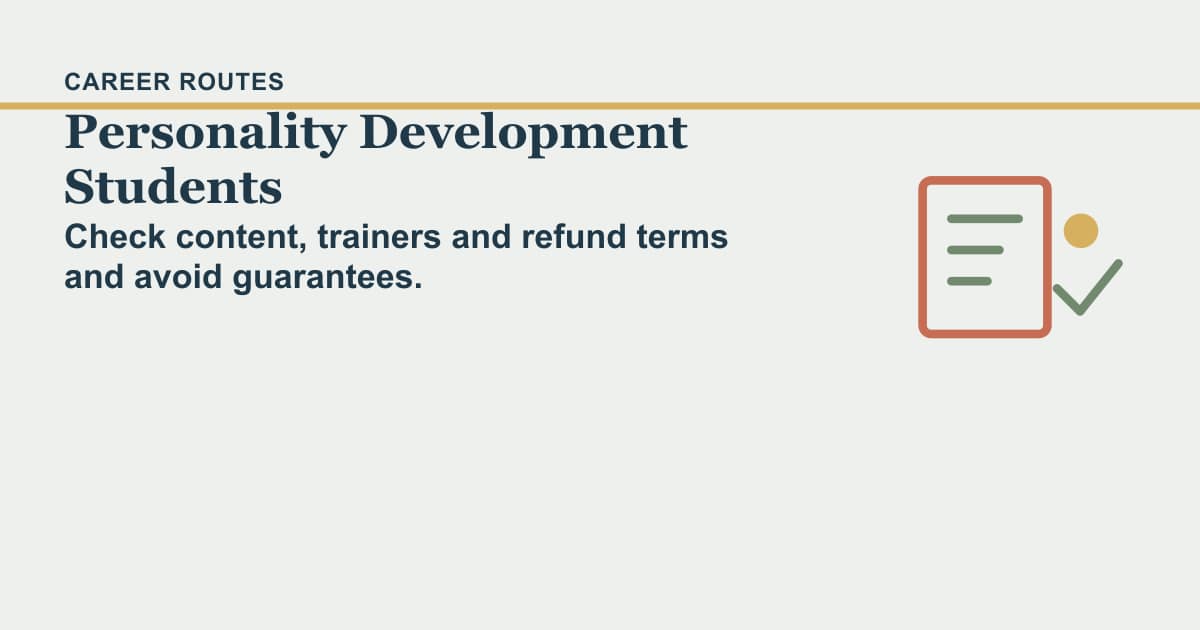 CAREER ROUTES
Personality Development
Students
Check content, trainers and refund terms
and avoid guarantees.